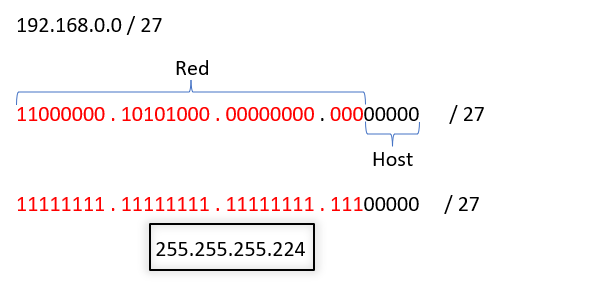 192.168.0.0 / 27
Red
11000000 . 10101000 . 00000000 . 00000000 / 27
Host
11111111 . 11111111 . 11111111 . 11100000 / 27
255.255.255.224